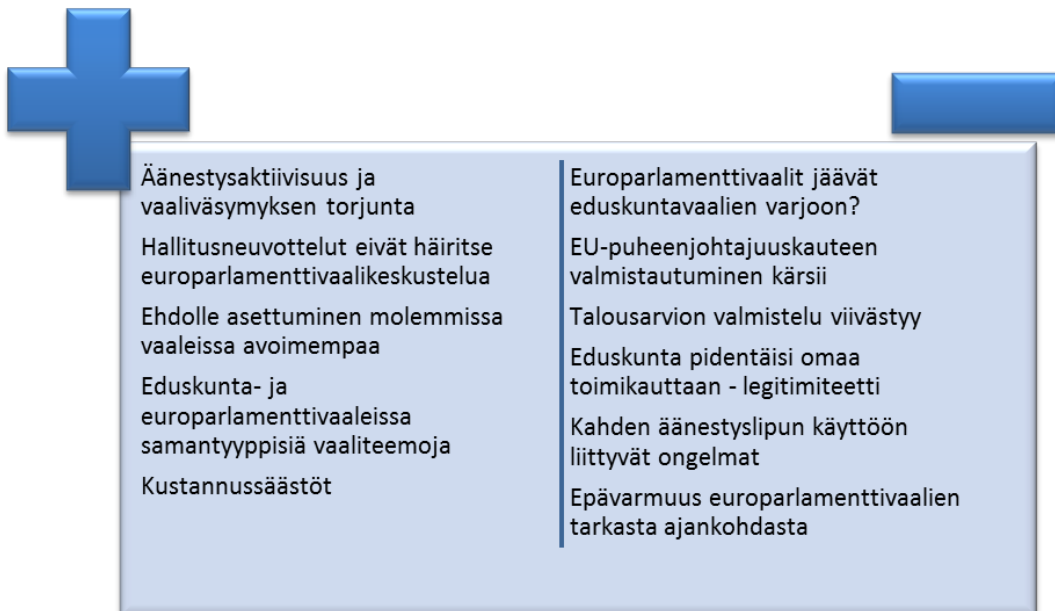 Äänestysaktiivisuus ja
vaaliväsymyksen torjunta
Hallitusneuvottelut eivät häiritse
europarlamenttivaalikeskustelua
Ehdolle asettuminen molemmissa
vaaleissa avoimempaa
Eduskunta- ja
europarlamenttivaaleissa
samantyyppisiä vaaliteemoja
Kustannussäästöt
Europarlamenttivaalit jäävät
eduskuntavaalien varjoon?
EU-puheenjohtajuuskauteen
valmistautuminen kärsii
Talousarvion valmistelu viivästyy
Eduskunta pidentäisi omaa
toimikauttaan - legitimiteetti
Kahden äänestyslipun käyttöön
liittyvät ongelmat
Epävarmuus europarlamenttivaalien
tarkasta ajankohdasta